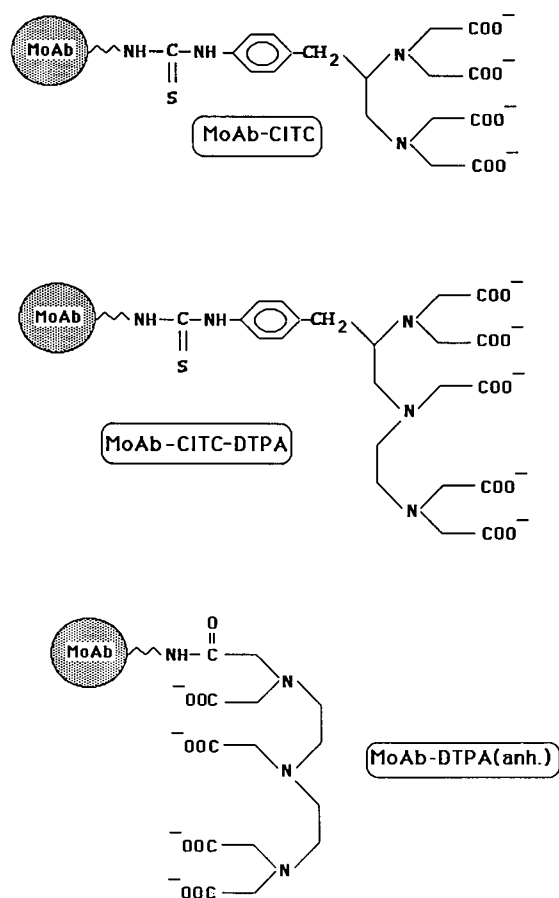 COO⁻
MoAb NH C NH CH₂ N COO⁻
S
COO⁻
MoAb-CITC N
COO⁻
COO⁻
MoAb NH C NH CH₂ N COO⁻
S COO⁻
N
MoAb-CITC-DTPA
COO⁻
N
COO⁻
O
MoAb NH C
N
⁻OOC
⁻OOC MoAb-DTPA(anh.)
N
⁻OOC
N
⁻OOC